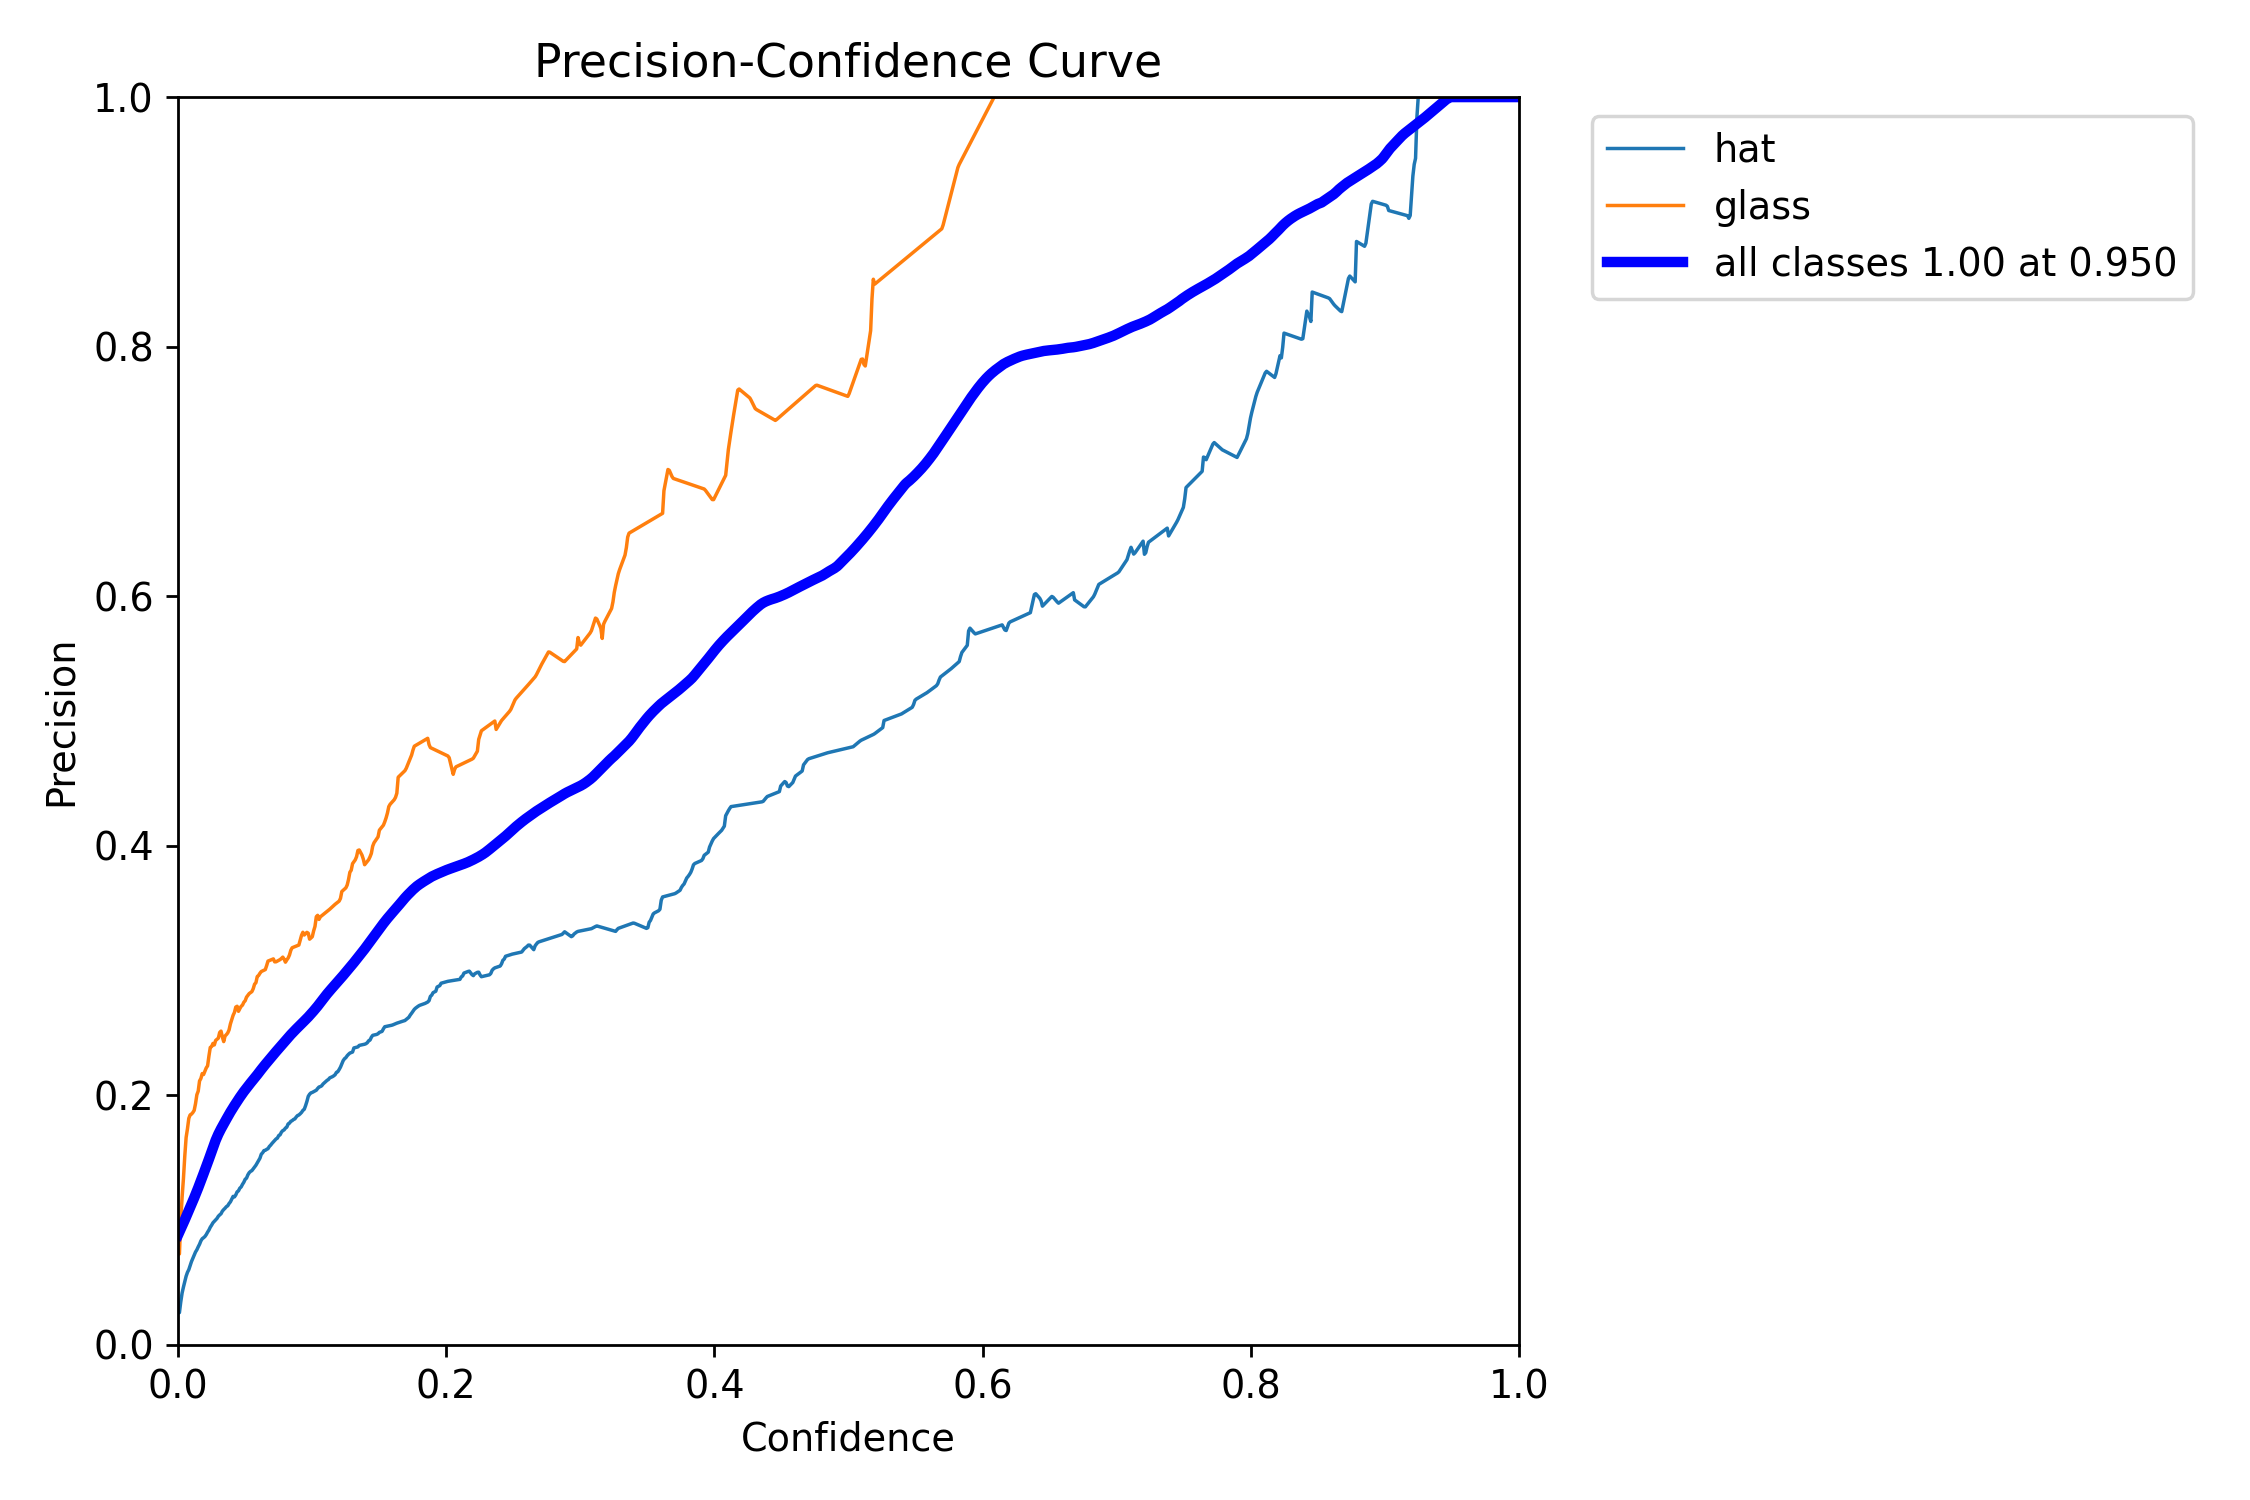 Precision-Confidence Curve
1.0
0.8
0.6
0.4
0.2
0.0
Precision
0.0 0.2 0.4 0.6 0.8 1.0
Confidence
hat
glass
all classes 1.00 at 0.950